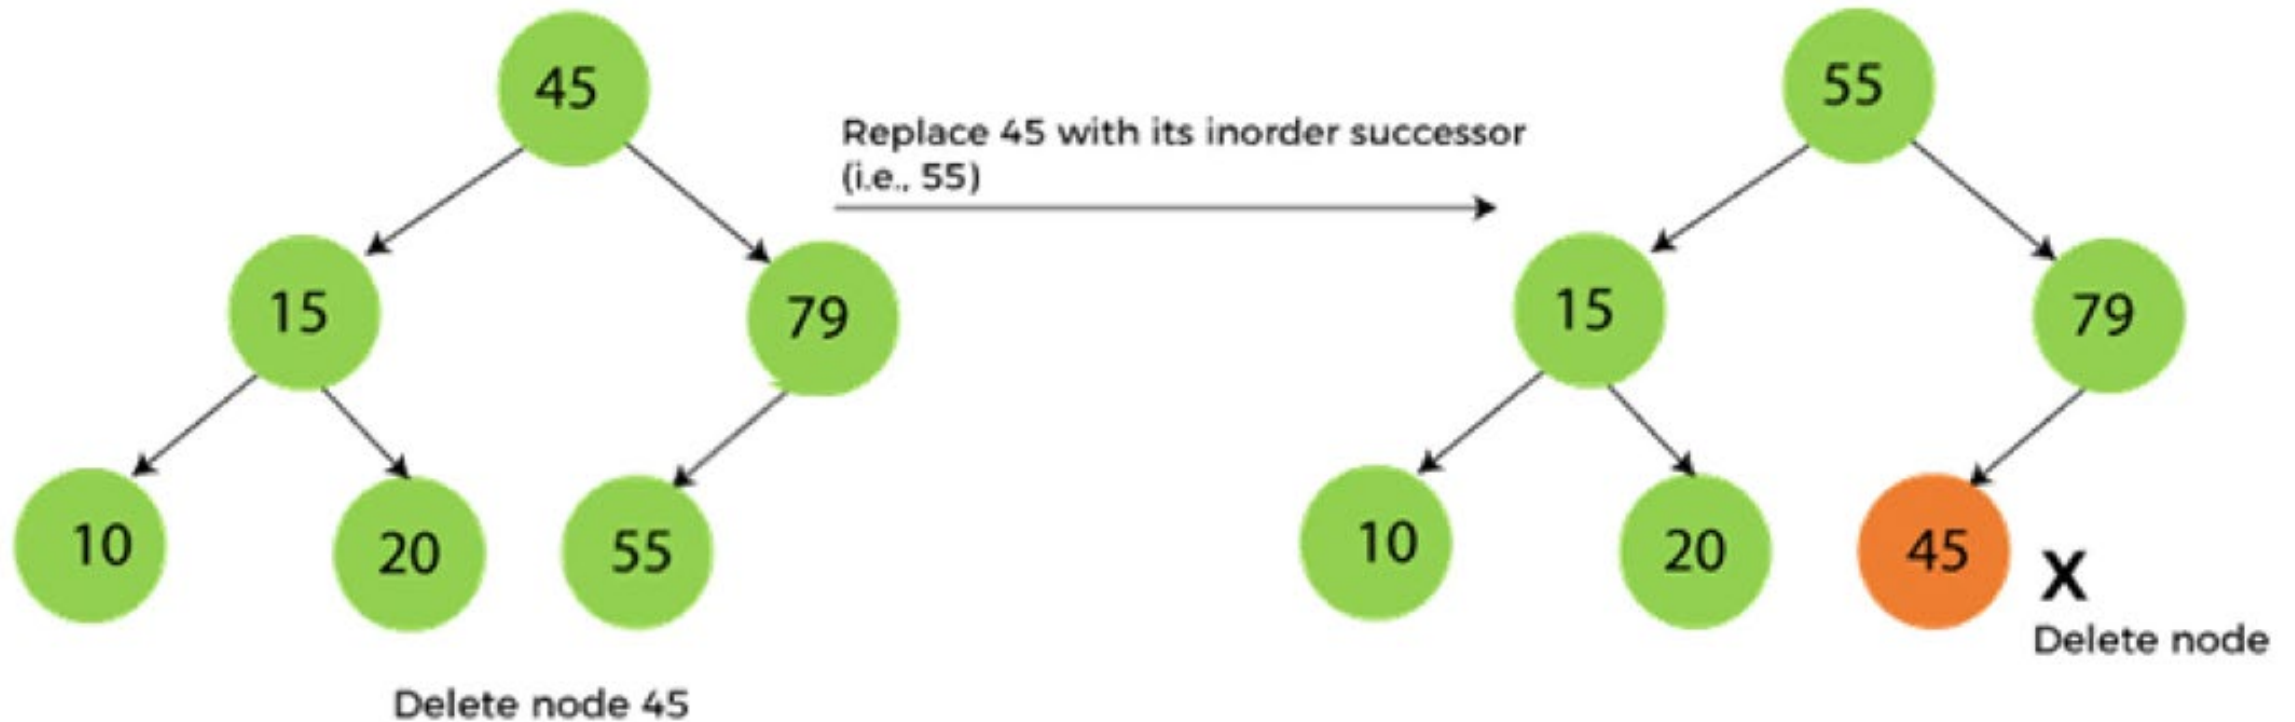 45
55
Replace 45 with its inorder successor
(i.e., 55)
15
79
15
79
10
20
55
10
20
45
X
Delete node
Delete node 45